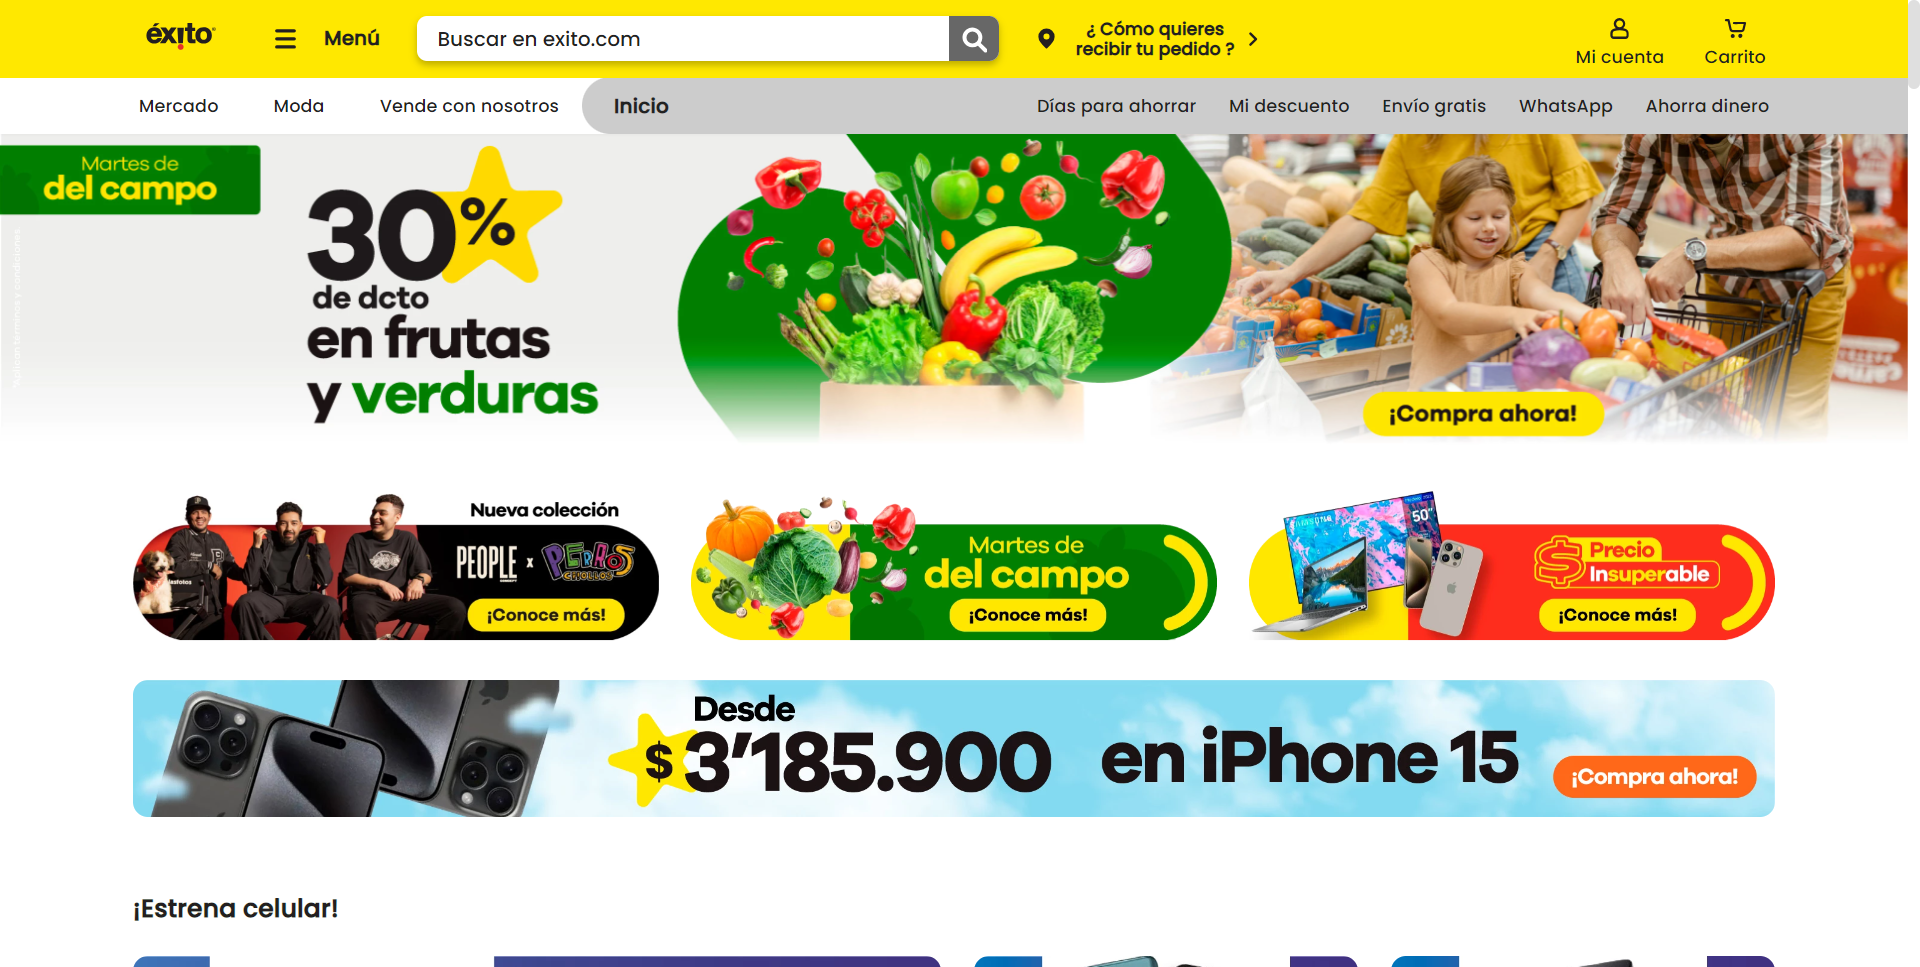 éxito
Menú
Buscar en exito.com
¿ Cómo quieres
recibir tu pedido ?
Mi cuenta
Carrito
Mercado
Moda
Vende con nosotros
Inicio
Días para ahorrar
Mi descuento
Envío gratis
WhatsApp
Ahorra dinero
Martes de
del campo
30%
de dcto
en frutas
y verduras
¡Compra ahora!
Nueva colección
PEOPLE x PERROS
CRIOLLOS
¡Conoce más!
Martes de
del campo
¡Conoce más!
SAMSUNG
50"
Precio
Insuperable
¡Conoce más!
Desde
$ 3'185.900 en iPhone 15
¡Compra ahora!
¡Estrena celular!